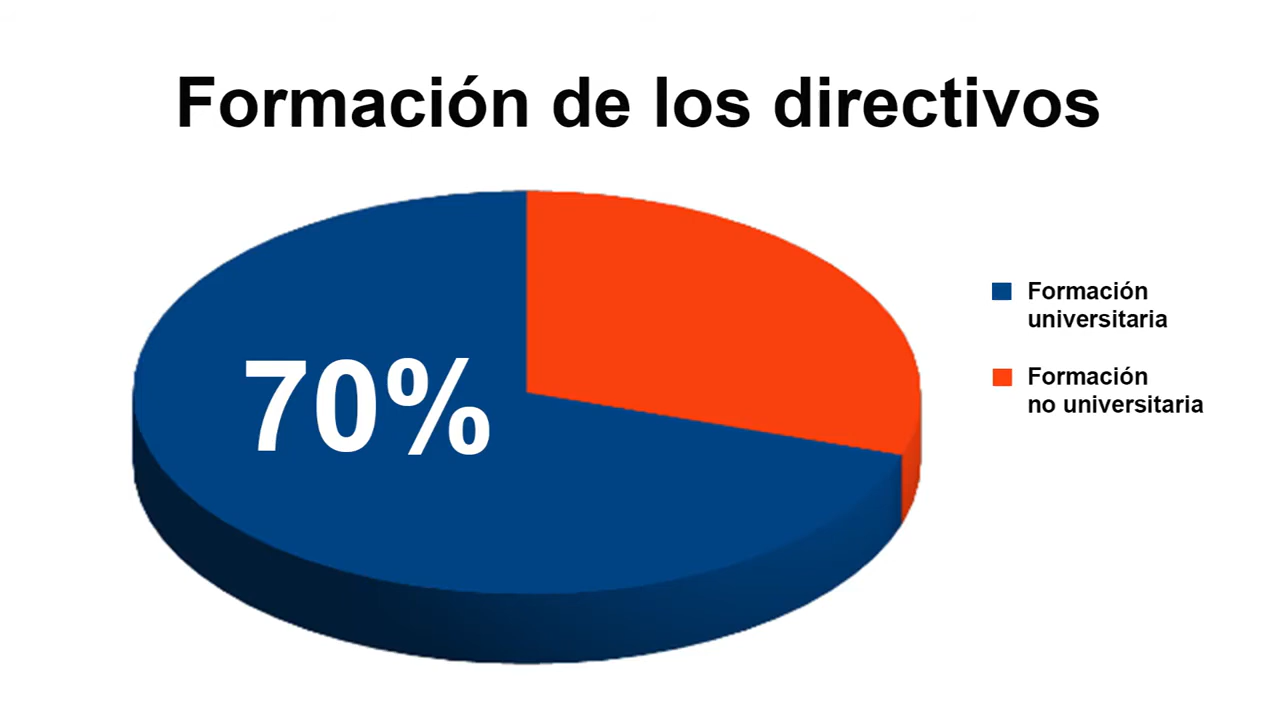 Formación de los directivos
70%
Formación
universitaria
Formación
no universitaria